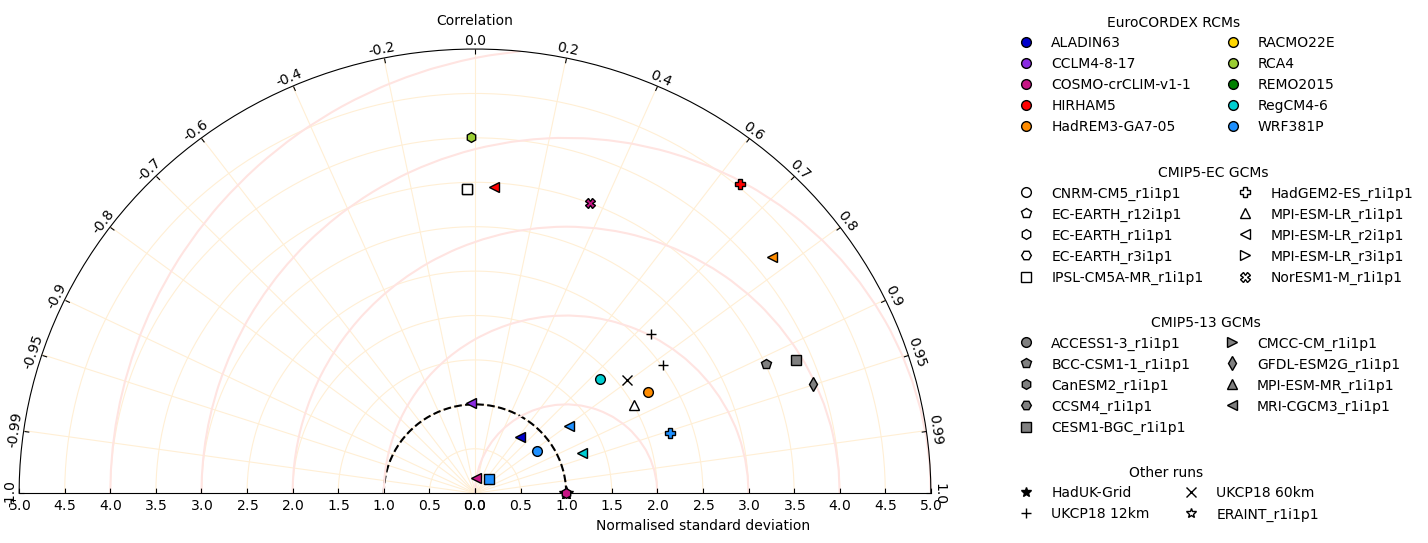 Correlation
-0.2 0.0 0.2
-0.4 0.4
-0.6 0.6
-0.7 0.7
-0.8 0.8
-0.9 0.9
-0.95 0.95
-0.99 0.99
-1.0 1.0
5.0 4.5 4.0 3.5 3.0 2.5 2.0 1.5 1.0 0.5 0.0 0.5 1.0 1.5 2.0 2.5 3.0 3.5 4.0 4.5 5.0
Normalised standard deviation
EuroCORDEX RCMs
ALADIN63 RACMO22E
CCLM4-8-17 RCA4
COSMO-crCLIM-v1-1 REMO2015
HIRHAM5 RegCM4-6
HadREM3-GA7-05 WRF381P
CMIP5-EC GCMs
CNRM-CM5_r1i1p1 HadGEM2-ES_r1i1p1
EC-EARTH_r12i1p1 MPI-ESM-LR_r1i1p1
EC-EARTH_r1i1p1 MPI-ESM-LR_r2i1p1
EC-EARTH_r3i1p1 MPI-ESM-LR_r3i1p1
IPSL-CM5A-MR_r1i1p1 NorESM1-M_r1i1p1
CMIP5-13 GCMs
ACCESS1-3_r1i1p1 CMCC-CM_r1i1p1
BCC-CSM1-1_r1i1p1 GFDL-ESM2G_r1i1p1
CanESM2_r1i1p1 MPI-ESM-MR_r1i1p1
CCSM4_r1i1p1 MRI-CGCM3_r1i1p1
CESM1-BGC_r1i1p1
Other runs
HadUK-Grid UKCP18 60km
UKCP18 12km ERAINT_r1i1p1